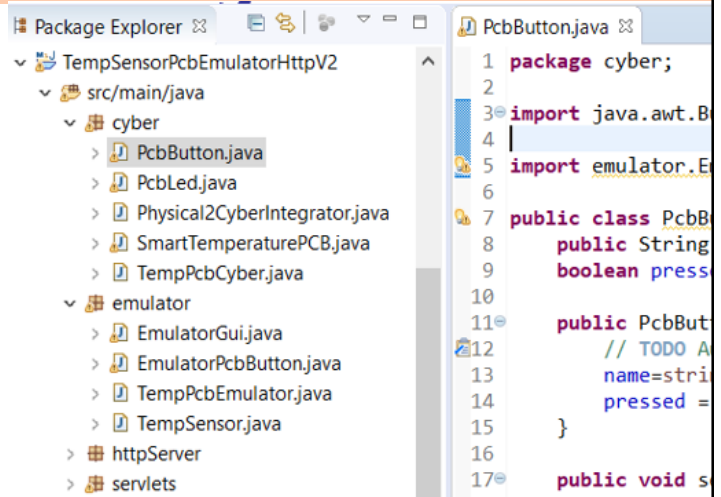 Package Explorer
TempSensorPcbEmulatorHttpV2
src/main/java
cyber
PcbButton.java
PcbLed.java
Physical2CyberIntegrator.java
SmartTemperaturePCB.java
TempPcbCyber.java
emulator
EmulatorGui.java
EmulatorPcbButton.java
TempPcbEmulator.java
TempSensor.java
httpServer
servlets
PcbButton.java
1 package cyber;
2
3 import java.awt.B
4
5 import emulator.E
6
7 public class PcbB
8 public String
9 boolean press
10
11 public PcbBut
12 // TODO A
13 name=stri
14 pressed =
15 }
16
17 public void s